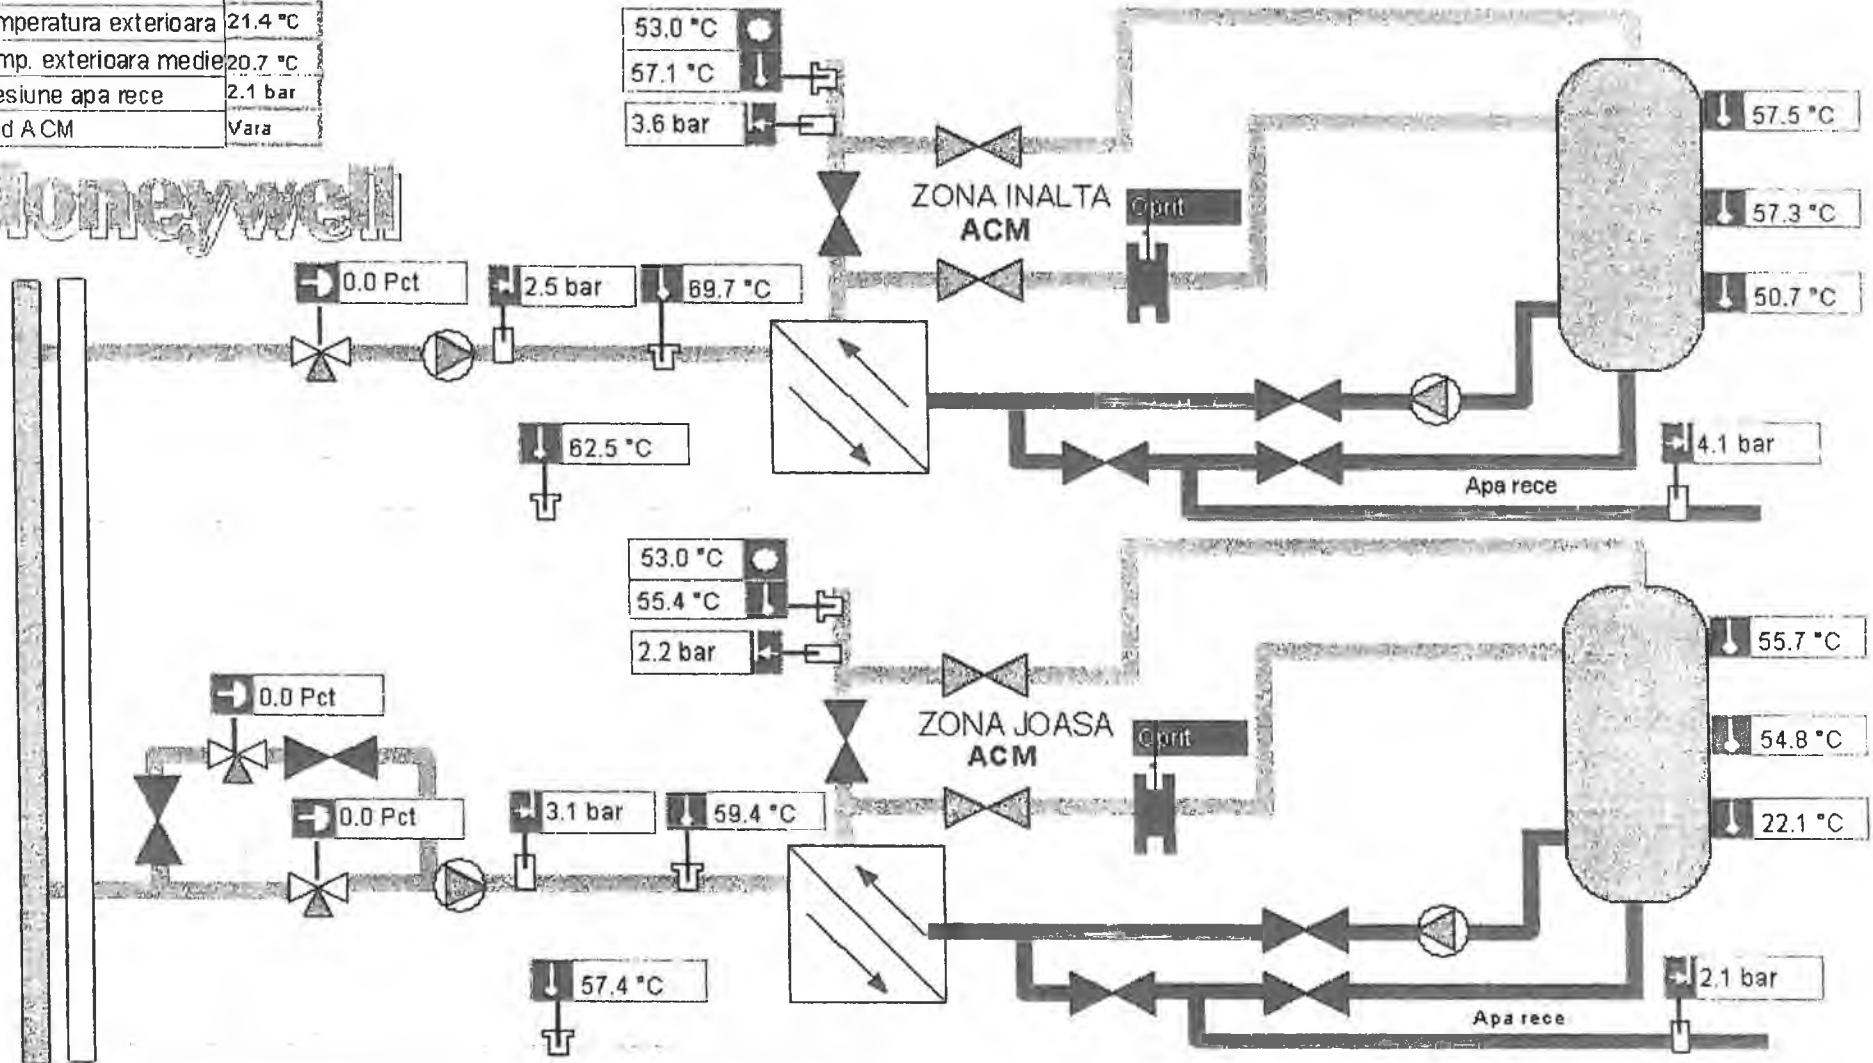 mperatura exterioara 21.4 °C
mp. exterioara medie 20.7 °C
esiune apa rece 2.1 bar
d ACM Vara
Honeywell
53.0 °C
57.1 °C
3.6 bar
57.5 °C
57.3 °C
50.7 °C
ZONA INALTA
ACM
Oprit
0.0 Pct
2.5 bar
69.7 °C
62.5 °C
4.1 bar
Apa rece
53.0 °C
55.4 °C
2.2 bar
55.7 °C
54.8 °C
22.1 °C
ZONA JOASA
ACM
Oprit
0.0 Pct
0.0 Pct
3.1 bar
59.4 °C
57.4 °C
2.1 bar
Apa rece